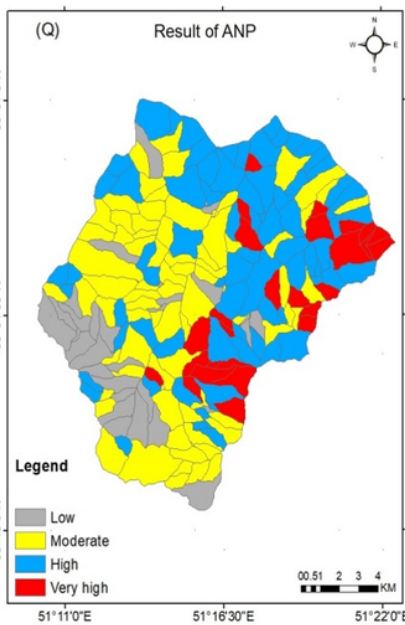 (Q)
Result of ANP
N
W E
S
Legend
Low
Moderate
High
Very high
00.51 2 3 4
KM
51°11'0"E 51°16'30"E 51°22'0"E